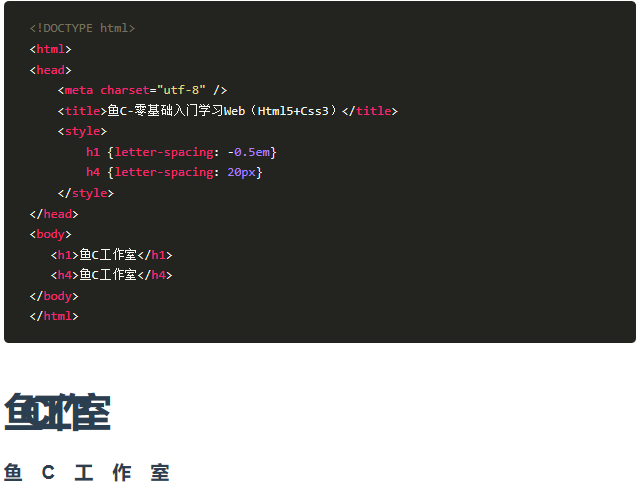 <!DOCTYPE html>
<html>
<head>
    <meta charset="utf-8" />
    <title>鱼C-零基础入门学习Web（Html5+Css3）</title>
    <style>
        h1 {letter-spacing: -0.5em}
        h4 {letter-spacing: 20px}
    </style>
</head>
<body>
   <h1>鱼C工作室</h1>
   <h4>鱼C工作室</h4>
</body>
</html>
鱼C工作室
鱼 C 工 作 室